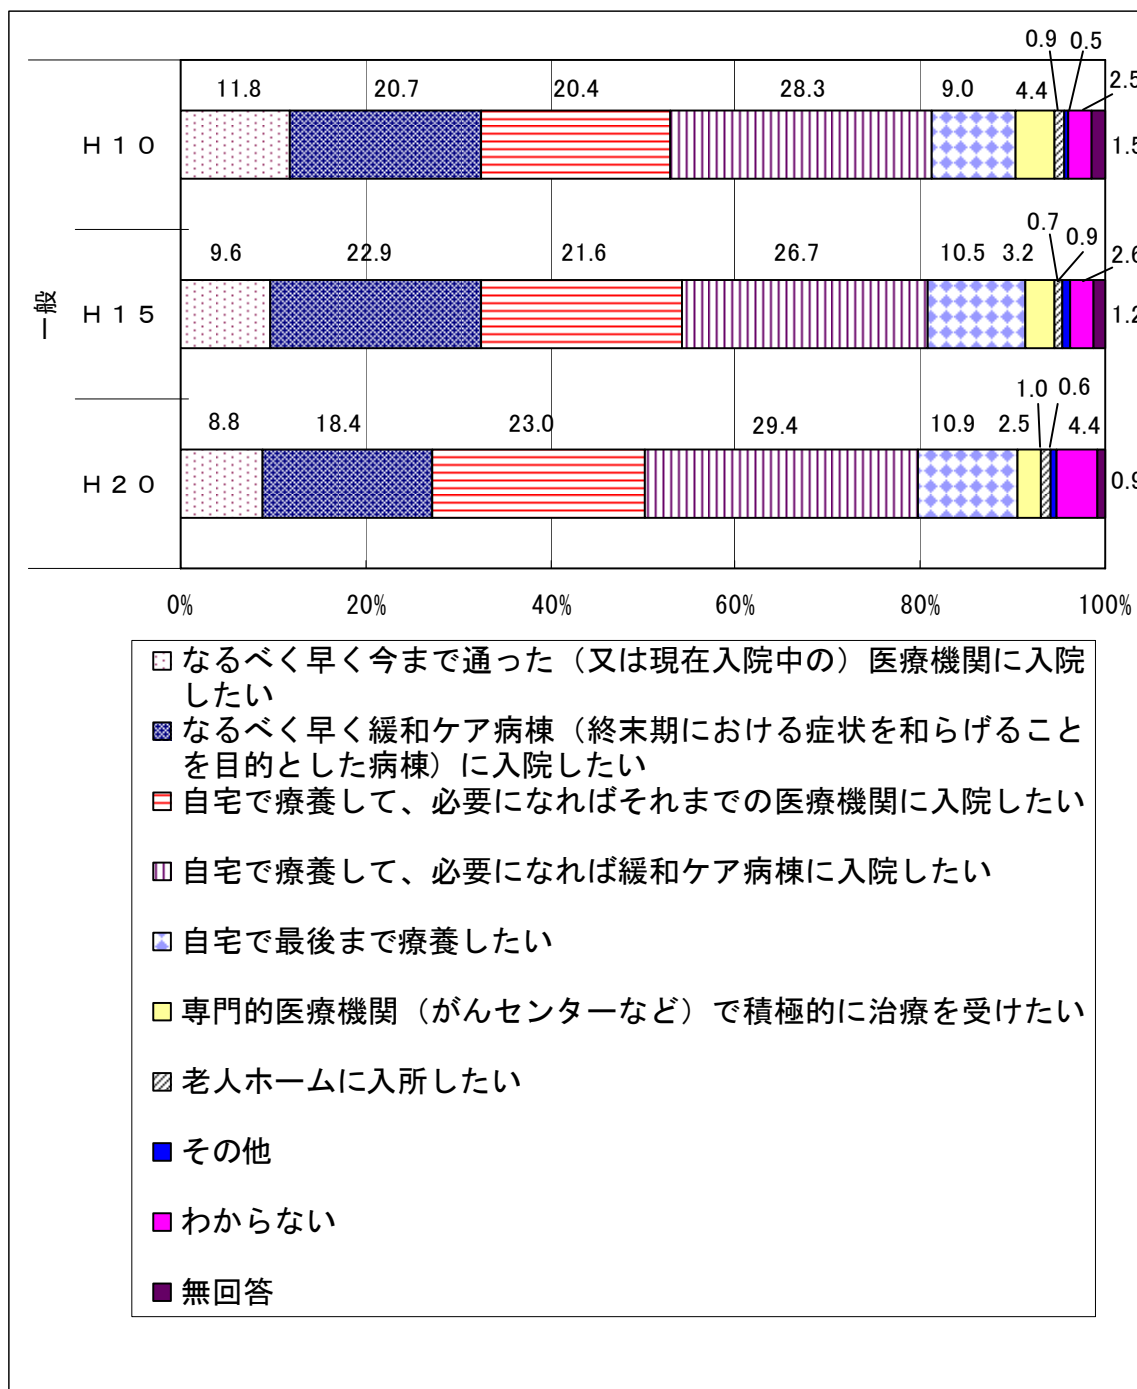 0.9 0.5
11.8 20.7 20.4 28.3 9.0 4.4 2.5
H10 1.5
0.7 0.9
9.6 22.9 21.6 26.7 10.5 3.2 2.6
一般
H15 1.2
1.0 0.6
8.8 18.4 23.0 29.4 10.9 2.5 4.4
H20 0.9
0% 20% 40% 60% 80% 100%
なるべく早く今まで通った（又は現在入院中の）医療機関に入院
したい
なるべく早く緩和ケア病棟（終末期における症状を和らげること
を目的とした病棟）に入院したい
自宅で療養して、必要になればそれまでの医療機関に入院したい
自宅で療養して、必要になれば緩和ケア病棟に入院したい
自宅で最後まで療養したい
専門的医療機関（がんセンターなど）で積極的に治療を受けたい
老人ホームに入所したい
その他
わからない
無回答